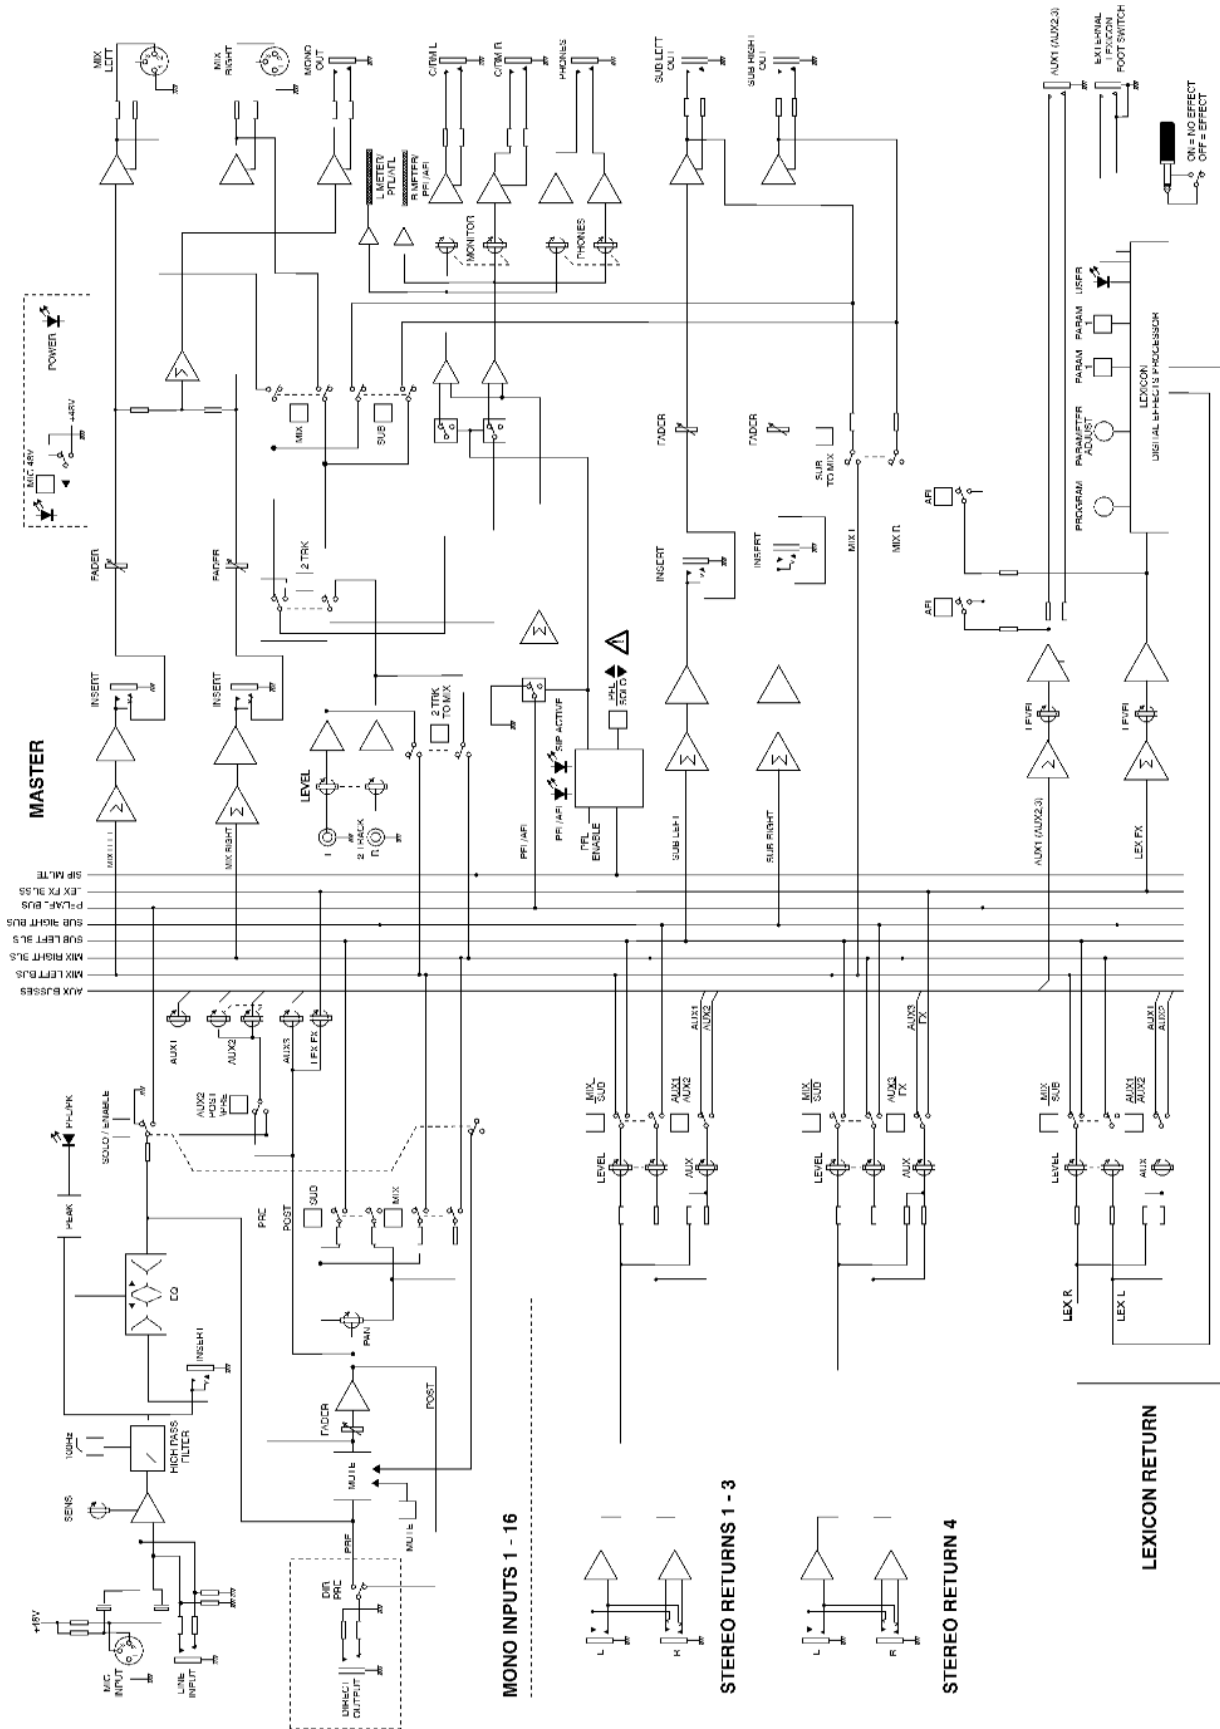 MASTER
MIX LEFT
MIX RIGHT
MONO OUT
C/RM L
C/RM R
PHONES
SUB LEFT OUT
SUB RIGHT OUT
AUX1 (AUX2,3)
EXTERNAL LEXICON FOOT SWITCH
ON = NO EFFECT
OFF = EFFECT
L METER/ PFL/AFL
R METER/ PFL/AFL
MONITOR
PHONES
POWER
MIC 48V
+48V
MIX
SUB
FADER
FADER
2 TRK
FADER
FADER
SUB TO MIX
MIX L
MIX R
USER
PARAM 1
PARAM 1
PARAMETER ADJUST
PROGRAM
LEXICON
DIGITAL EFFECTS PROCESSOR
INSERT
INSERT
INSERT
INSERT
AFL
AFL
LEVEL
2 TRACK
L
R
2 TRK TO MIX
PFL/AFL
PFL/AFL
SIP ACTIVE
PFL ENABLE
PFL
SOLO
LEVEL
LEVEL
MIX LEFT
MIX RIGHT
SUB LEFT
SUB RIGHT
AUX1 (AUX2,3)
LEX FX
SIP MUTE
LEX FX BUSS
PFL/AFL BUS
SUB RIGHT BUS
SUB LEFT BUS
MIX RIGHT BUS
MIX LEFT BUS
AUX BUSSES
PFL/PK
PEAK
SOLO / ENABLE
AUX1
AUX2
AUX3
LEX FX
AUX2 POST /PRE
PRE
POST
SUB
MIX
PAN
EQ
INSERT
100Hz
HIGH PASS FILTER
SENS
+48V
MIC INPUT
LINE INPUT
FADER
POST
MUTE
MUTE
PRE
DIR PRE
DIRECT OUTPUT
MONO INPUTS 1 - 16
MIX
SUB
AUX1
AUX2
LEVEL
AUX
AUX1
AUX2
L
R
STEREO RETURNS 1 - 3
MIX
SUB
AUX3
FX
LEVEL
AUX
AUX3
FX
L
R
STEREO RETURN 4
MIX
SUB
AUX1
AUX2
LEVEL
AUX
AUX1
AUX2
LEX R
LEX L
LEXICON RETURN